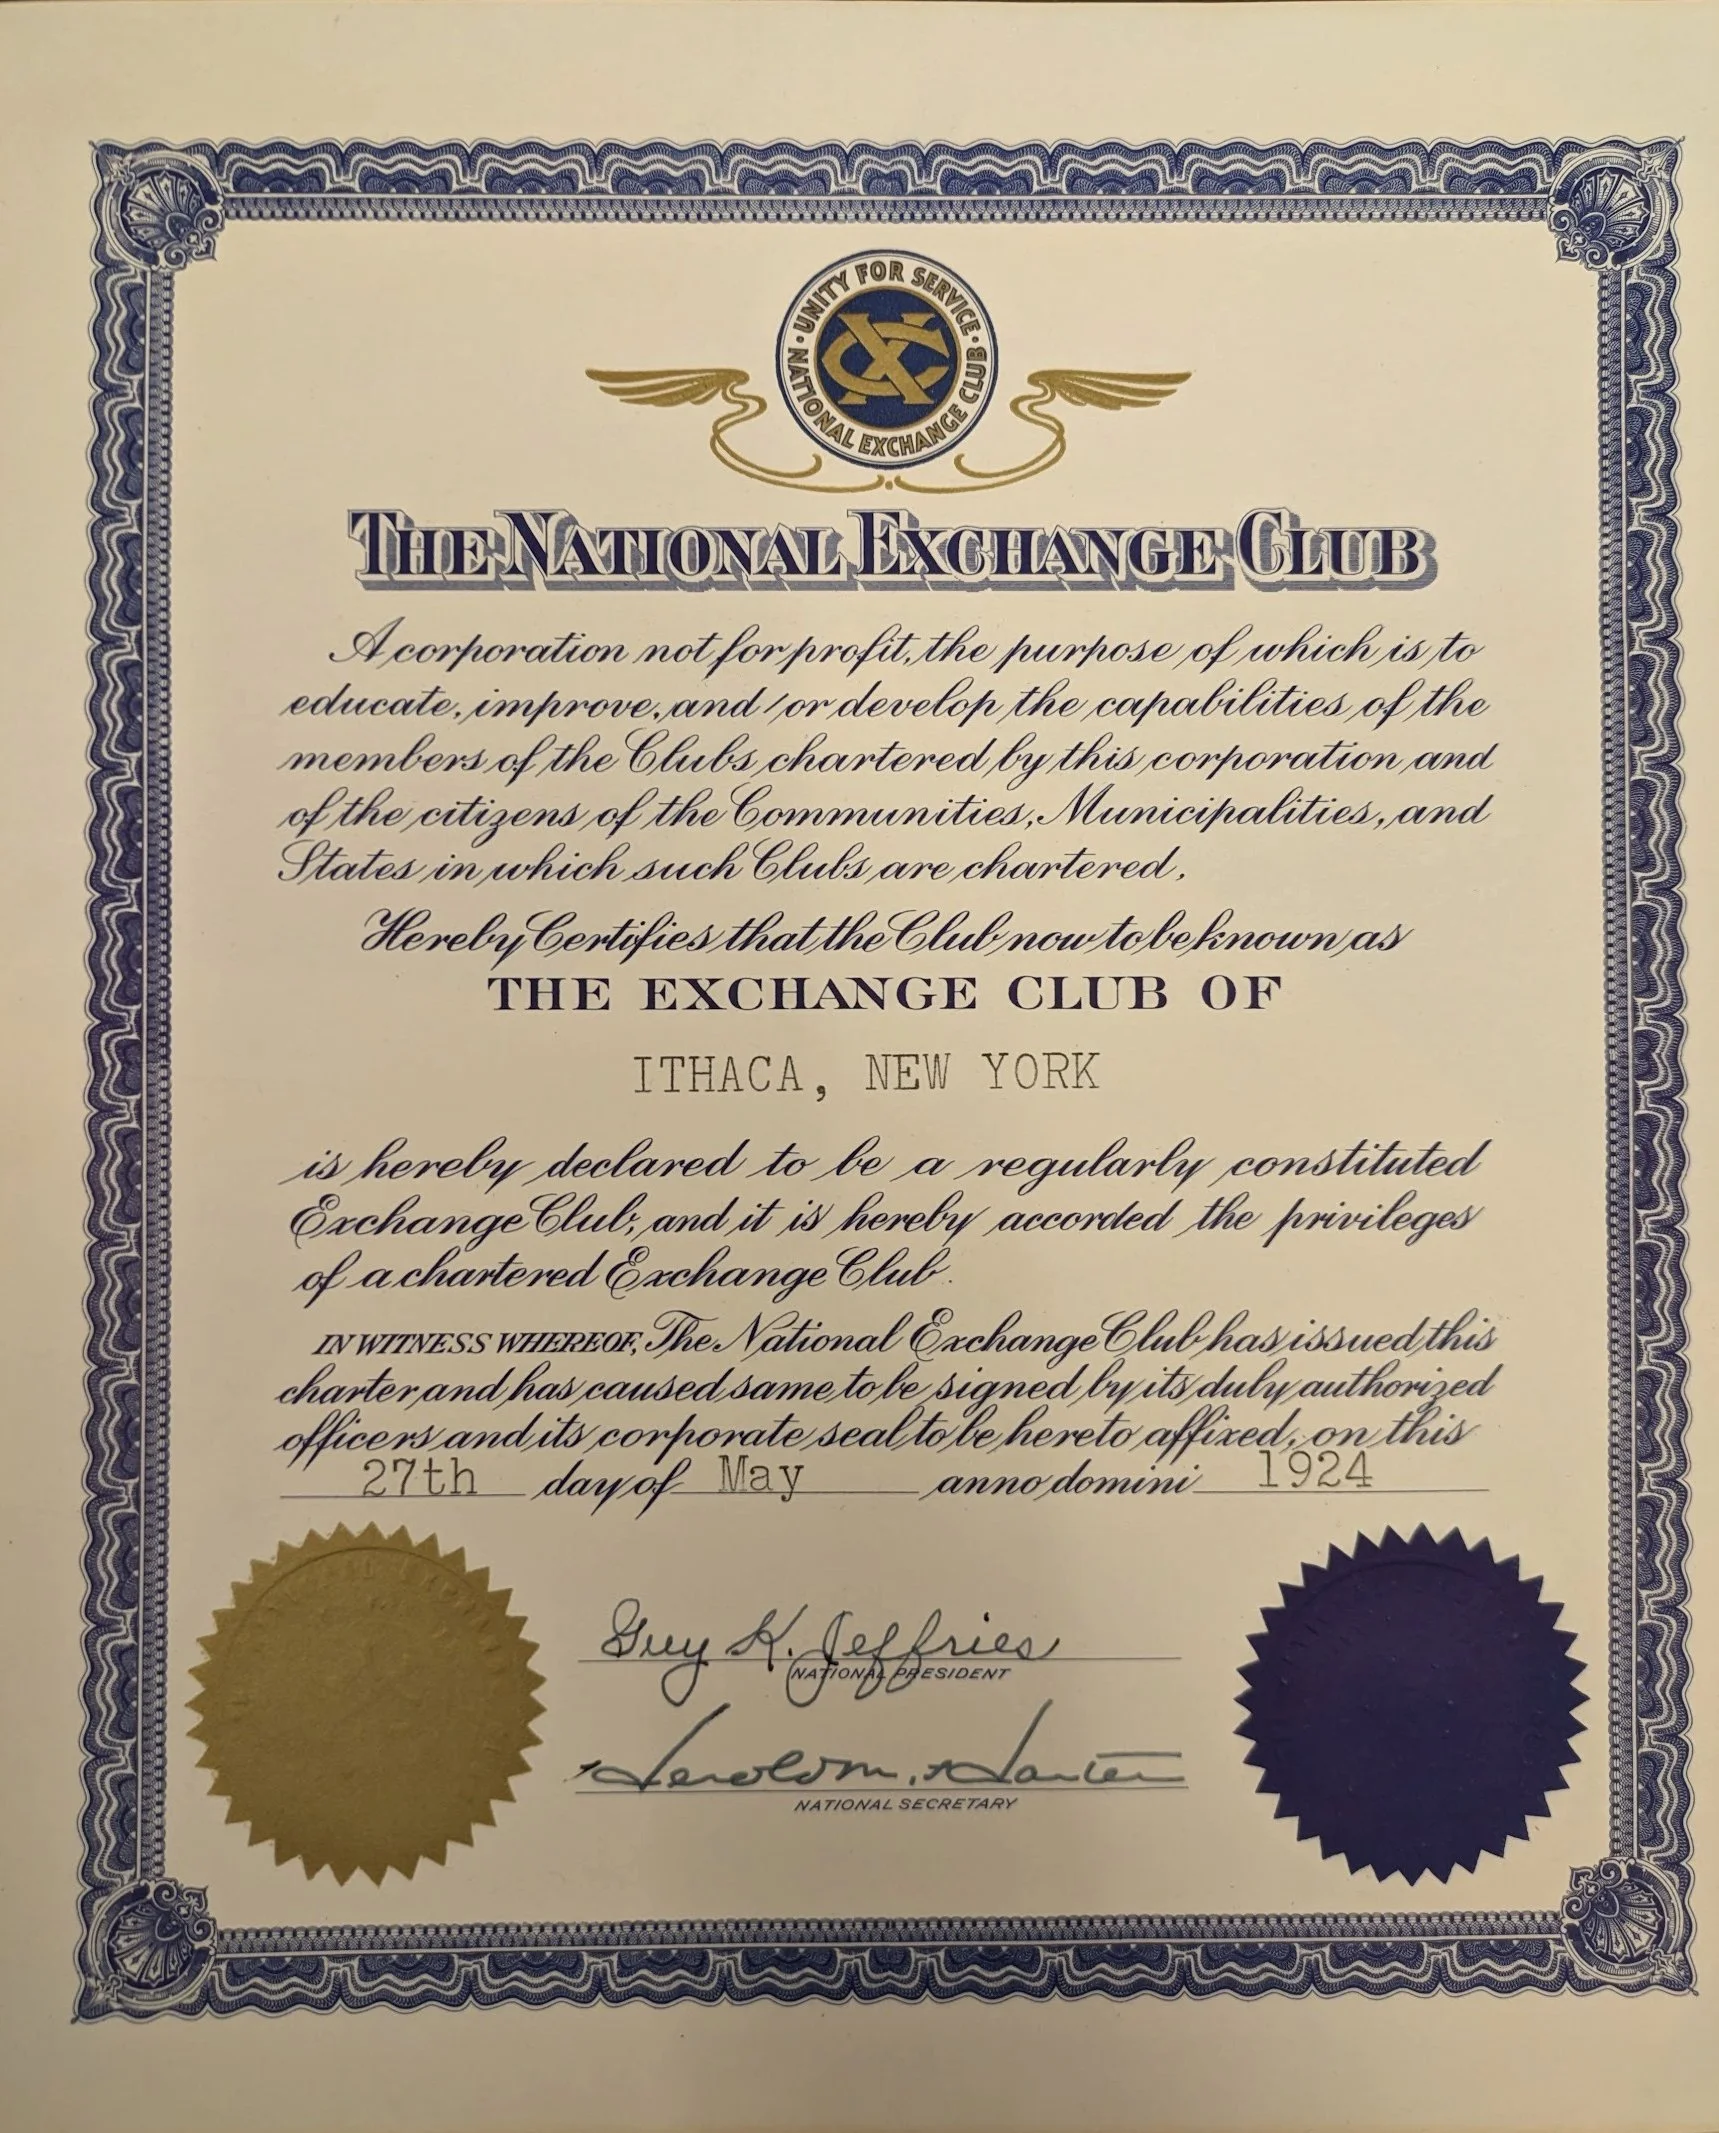 UNITY FOR SERVICE
NATIONAL EXCHANGE CLUB
XC
THE NATIONAL EXCHANGE CLUB
A corporation not for profit, the purpose of which is to
educate, improve, and/or develop the capabilities of the
members of the Clubs chartered by this corporation and
of the citizens of the Communities, Municipalities, and
States in which such Clubs are chartered,
Hereby Certifies that the Club now to be known as
THE EXCHANGE CLUB OF
ITHACA, NEW YORK
is hereby declared to be a regularly constituted
Exchange Club, and it is hereby accorded the privileges
of a chartered Exchange Club.
IN WITNESS WHEREOF, The National Exchange Club has issued this
charter and has caused same to be signed by its duly authorized
officers and its corporate seal to be hereto affixed, on this
27th day of May anno domini 1924
Guy K. Jeffries
NATIONAL PRESIDENT
Herold M. Harter
NATIONAL SECRETARY